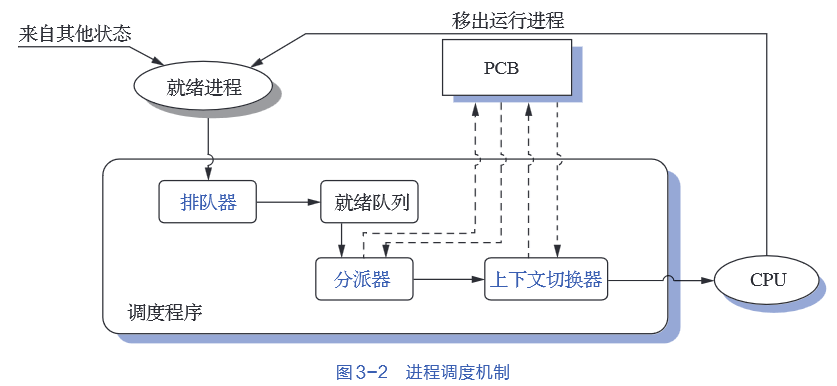 移出运行进程
来自其他状态
PCB
就绪进程
排队器
就绪队列
分派器
上下文切换器
CPU
调度程序
图3-2 进程调度机制